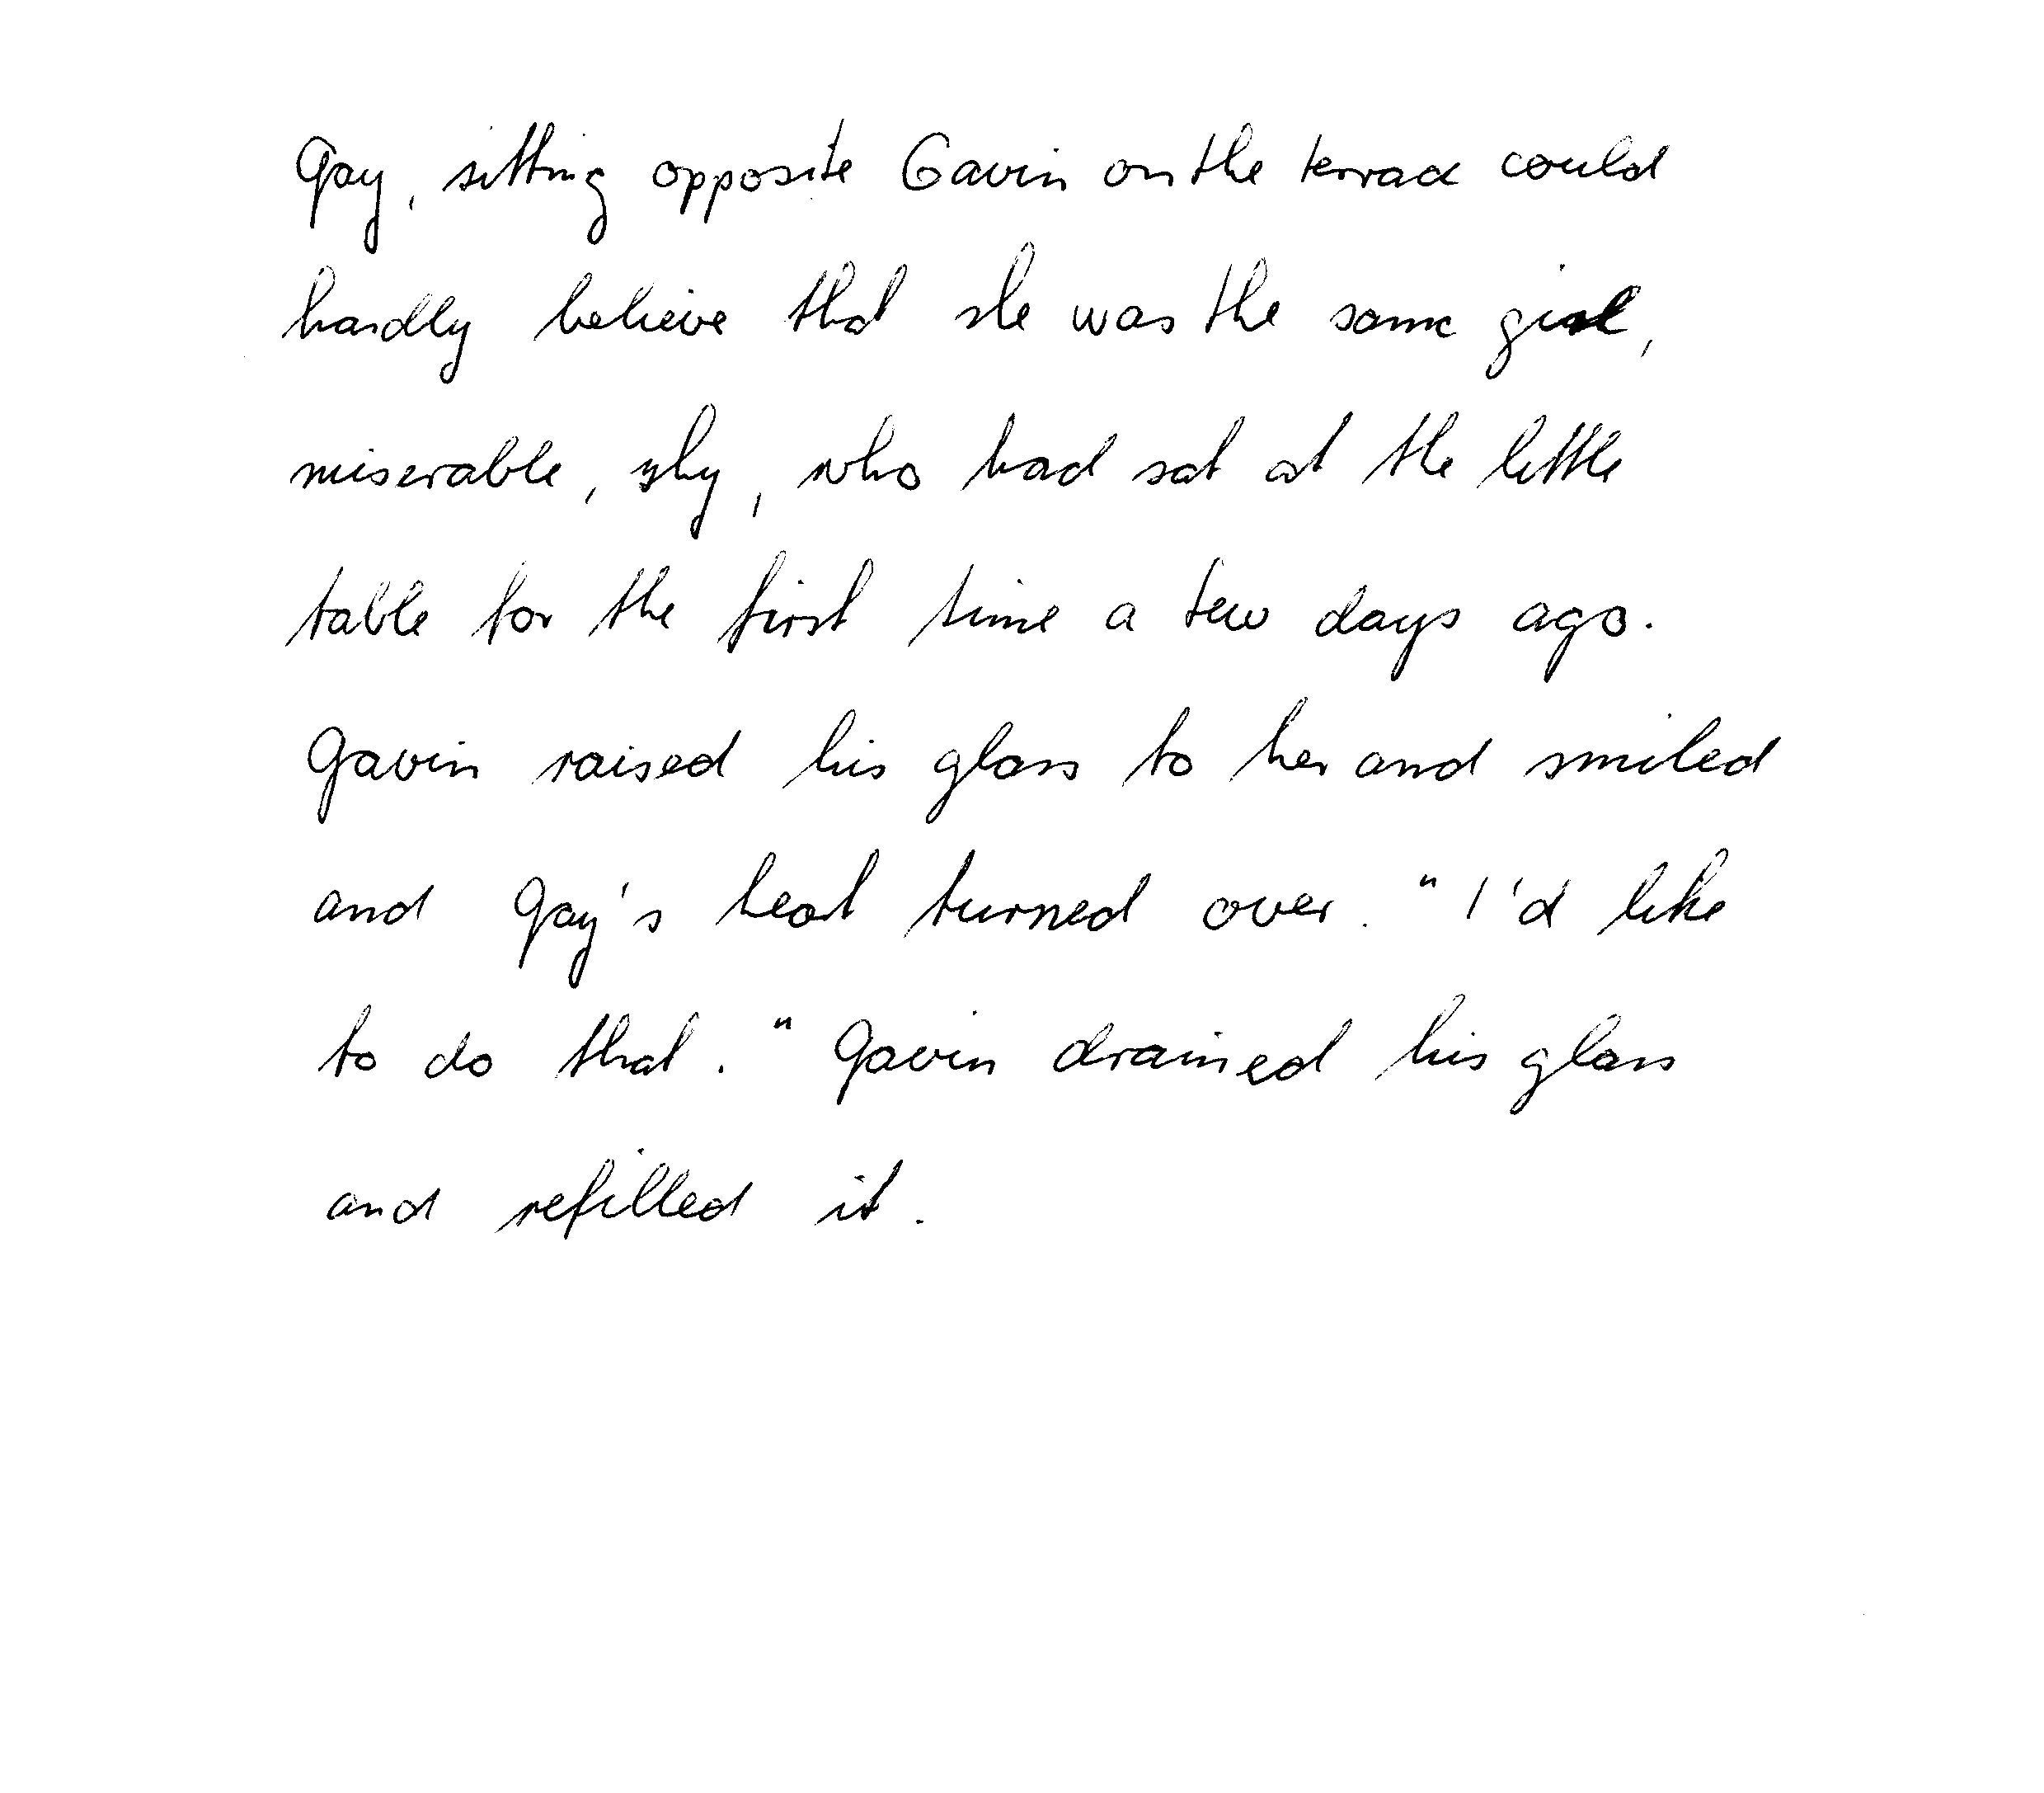 Gay, sitting opposite Gavin on the terrace could
hardly believe that she was the same girl,
miserable, shy, who had sat at the little
table for the first time a few days ago.
Gavin raised his glass to her and smiled
and Gay's heart turned over. "I'd like
to do that." Gavin drained his glass
and refilled it.